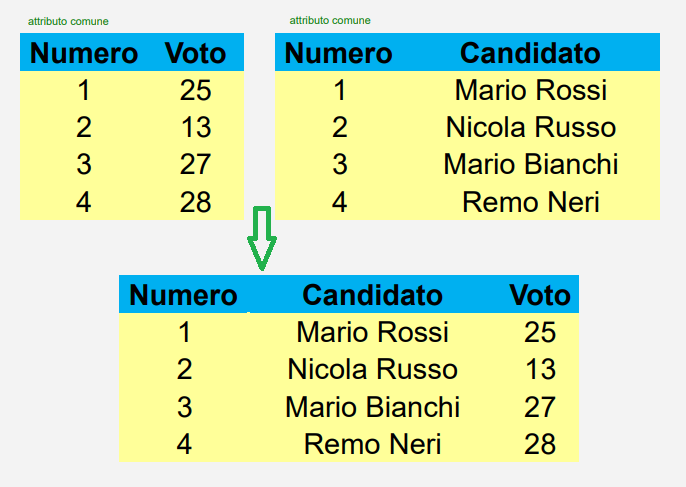 attributo comune
Numero Voto
1 25
2 13
3 27
4 28
attributo comune
Numero Candidato
1 Mario Rossi
2 Nicola Russo
3 Mario Bianchi
4 Remo Neri
Numero Candidato Voto
1 Mario Rossi 25
2 Nicola Russo 13
3 Mario Bianchi 27
4 Remo Neri 28